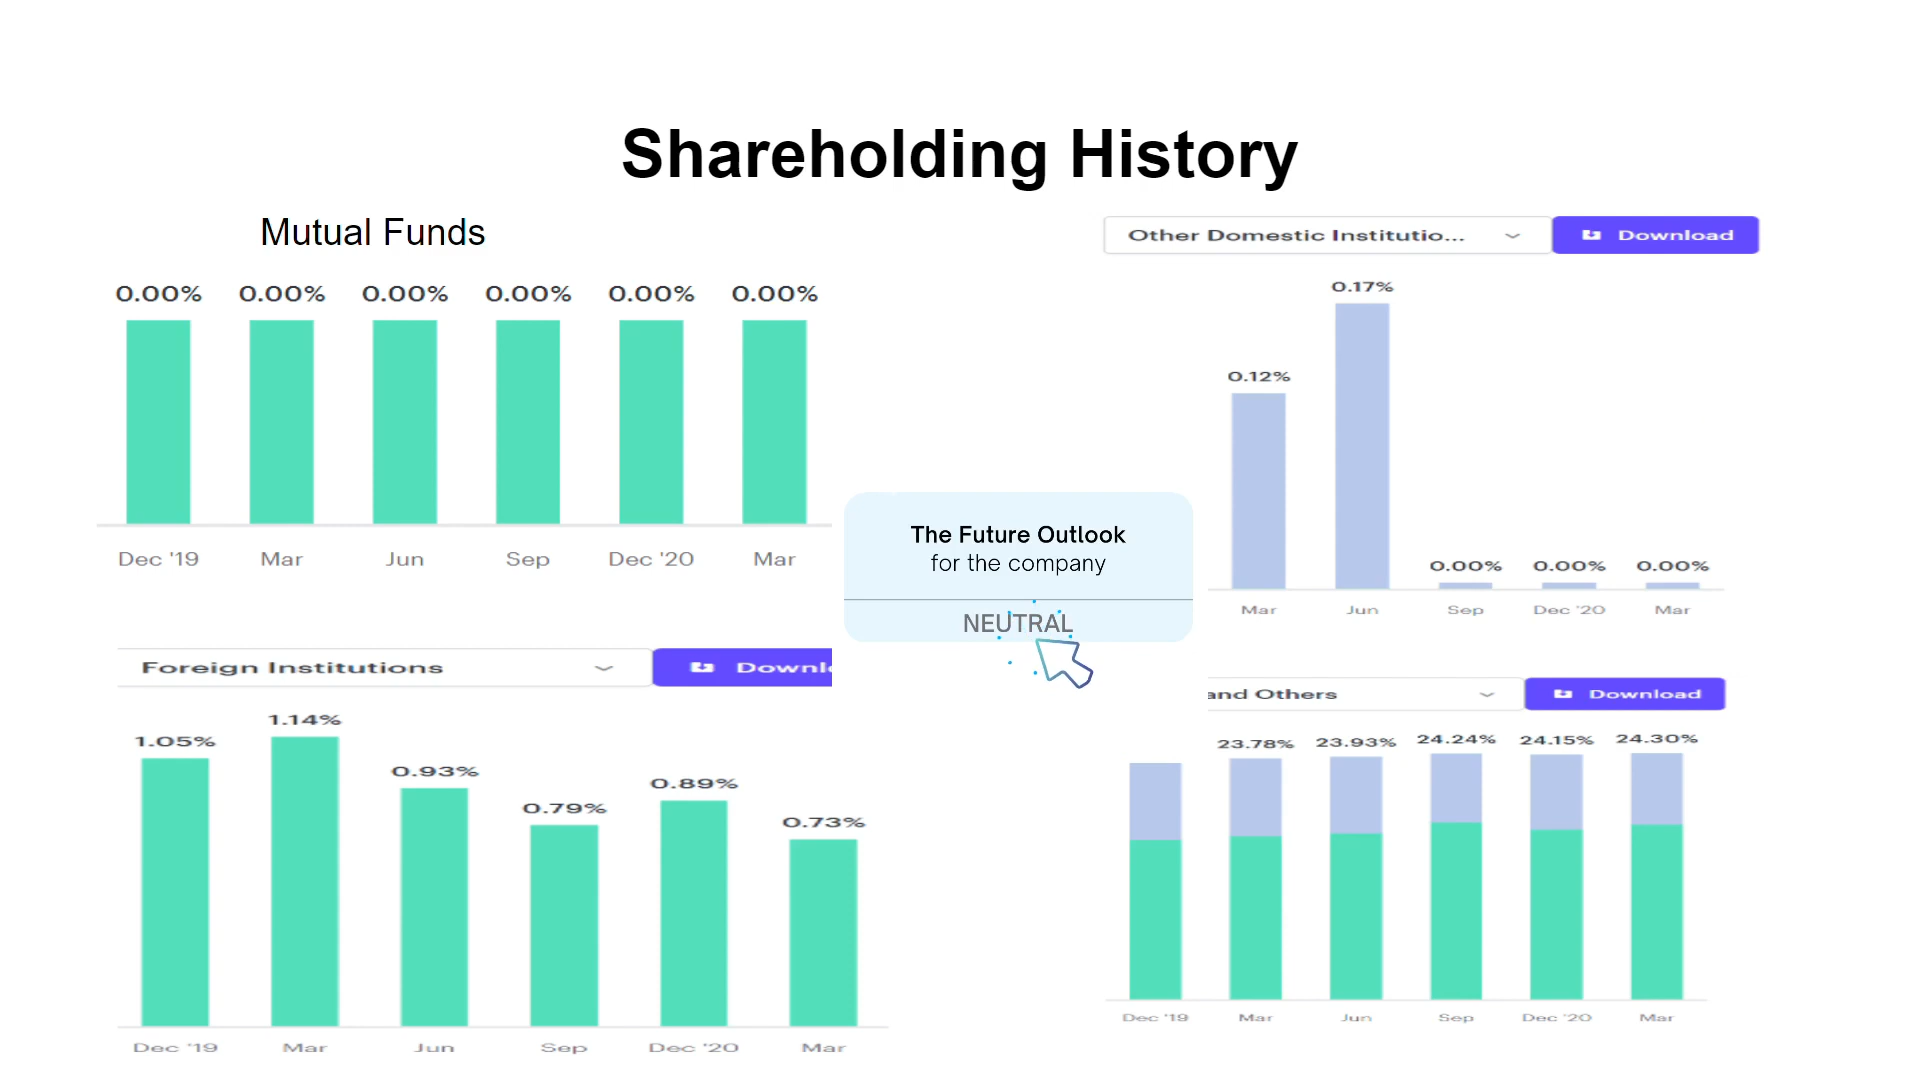 Shareholding History
Mutual Funds
0.00% 0.00% 0.00% 0.00% 0.00% 0.00%
Dec '19 Mar Jun Sep Dec '20 Mar
Other Domestic Institutio...
Download
0.17%
0.12%
0.00% 0.00% 0.00%
Mar Jun Sep Dec '20 Mar
The Future Outlook
for the company
NEUTRAL
Foreign Institutions
Downl
1.14%
1.05%
0.93%
0.89%
0.79%
0.73%
Dec '19 Mar Jun Sep Dec '20 Mar
and Others
Download
23.78% 23.93% 24.24% 24.15% 24.30%
Dec '19 Mar Jun Sep Dec '20 Mar